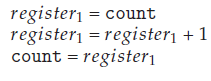 register₁ = count
register₁ = register₁ + 1
count = register₁